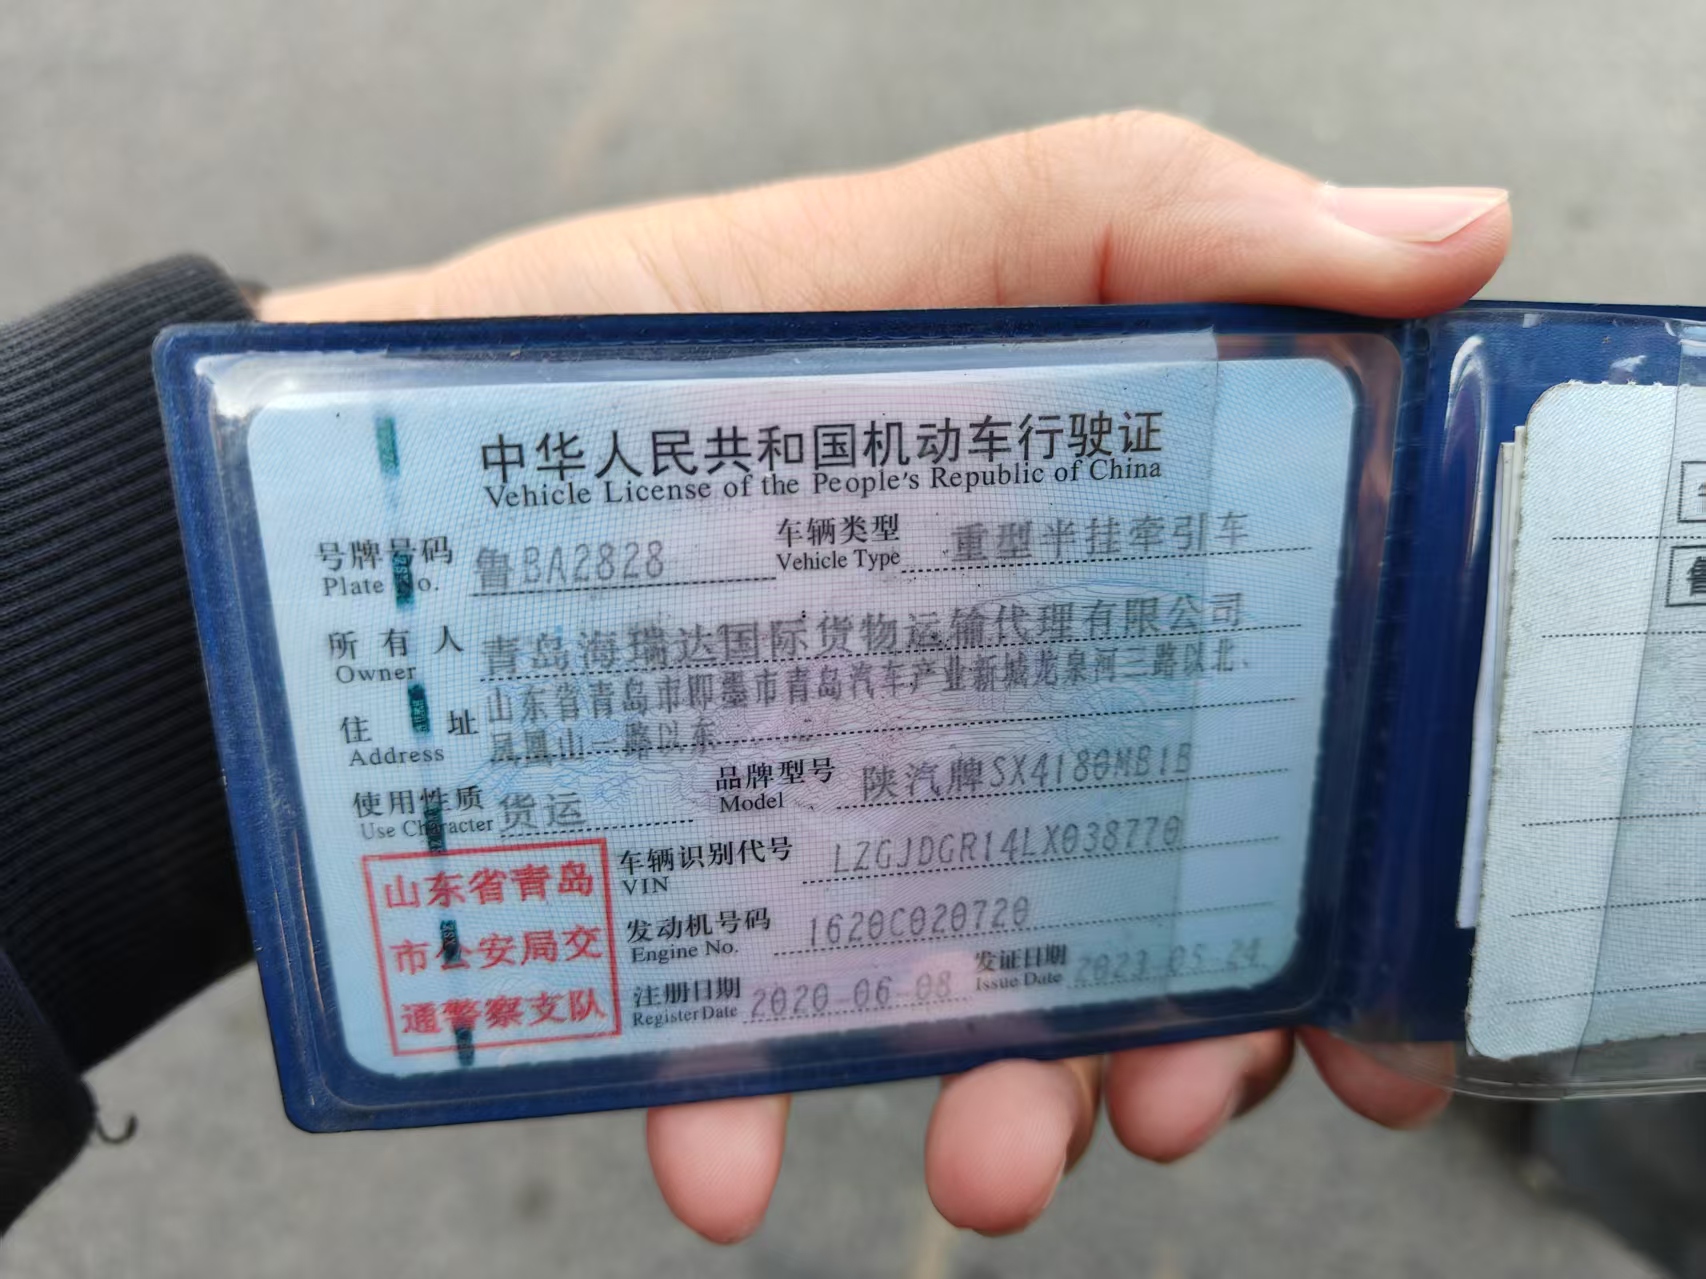 中华人民共和国机动车行驶证
Vehicle License of the People's Republic of China
号牌号码 鲁BA2828 车辆类型 重型半挂牵引车
Plate No. Vehicle Type
所有人 青岛海瑞达国际货物运输代理有限公司
Owner
住址 山东省青岛市即墨市青岛汽车产业新城龙泉河三路以北、
Address 凤凰山一路以东
使用性质 货运 品牌型号 陕汽牌SX4180MB1B
Use Character Model
车辆识别代号 LZGJDGR14LX038770
VIN
发动机号码 1620C020720
Engine No.
注册日期 2020-06-08 发证日期 2023-05-24
Register Date Issue Date
山东省青岛
市公安局交
通警察支队